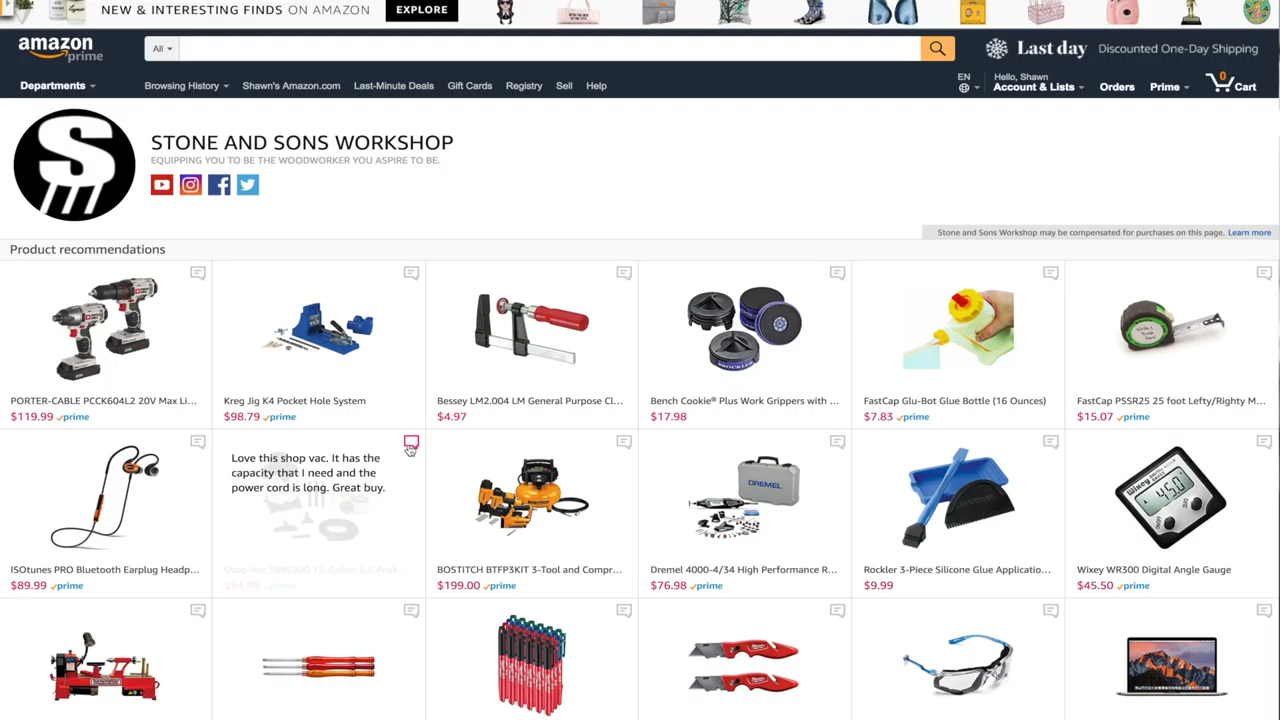 NEW & INTERESTING FINDS ON AMAZON EXPLORE
amazon prime All Last day Discounted One-Day Shipping
Departments Browsing History Shawn's Amazon.com Last-Minute Deals Gift Cards Registry Sell Help EN Hello, Shawn Account & Lists Orders Prime 0 Cart
STONE AND SONS WORKSHOP
EQUIPPING YOU TO BE THE WOODWORKER YOU ASPIRE TO BE.
Stone and Sons Workshop may be compensated for purchases on this page. Learn more
Product recommendations
PORTER-CABLE PCCK604L2 20V Max Li...
$119.99 prime
Kreg Jig K4 Pocket Hole System
$98.79 prime
Bessey LM2.004 LM General Purpose Cl...
$4.97
Bench Cookie® Plus Work Grippers with ...
$17.98
FastCap Glu-Bot Glue Bottle (16 Ounces)
$7.83 prime
FastCap PSSR25 25 foot Lefty/Righty M...
$15.07 prime
ISOtunes PRO Bluetooth Earplug Headp...
$89.99 prime
Love this shop vac. It has the
capacity that I need and the
power cord is long. Great buy.
Shop-Vac 5986200 12-Gallon 6.0 Peak
$94.95 prime
BOSTITCH BTFP3KIT 3-Tool and Compr...
$199.00 prime
DREMEL
Dremel 4000-4/34 High Performance R...
$76.98 prime
Rockler 3-Piece Silicone Glue Applicatio...
$9.99
Wixey WR300 Digital Angle Gauge
$45.50 prime